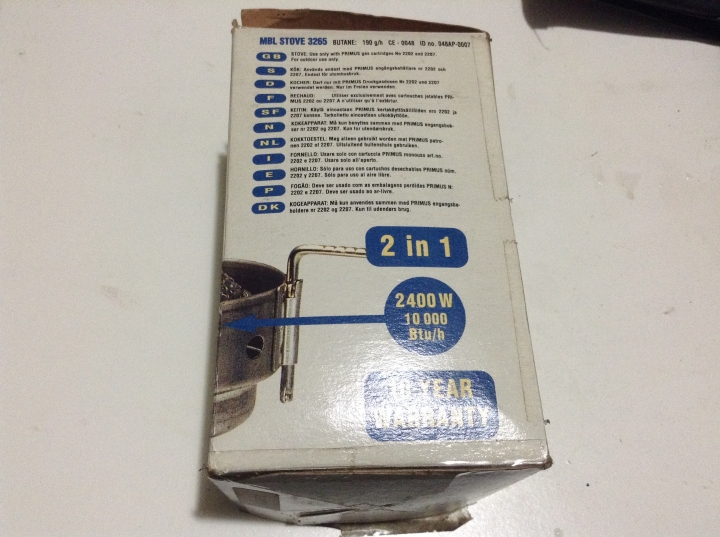 MBL STOVE 3265 BUTANE: 190 g/h CE - 0048 ID no. 048AP-0007
GB STOVE: Use only with PRIMUS gas cartridges No 2202 and 2207.
For outdoor use only.
S KÖK: Används endast med PRIMUS engångsbehållare nr 2202 och
2207. Endast för utomhusbruk.
D KOCHER: Darf nur mit PRIMUS Druckgasdosen Nr 2202 und 2207
verwendet werden. Nur im Freien verwenden.
F RECHAUD: Utiliser exclusivement avec cartouches jetables PRI-
MUS 2202 ou 2207. A n'utiliser qu'à l'extérieur.
SF KEITIN: Käytä ainoastaan PRIMUS kertakäyttösäiliöiden nro 2202 ja
2207 kanssa. Tarkoitettu ainoastaan ulkokäyttöön.
N KOKEAPPARAT: Må kun benyttes sammen med PRIMUS engangsbok-
ser nr 2202 og 2207. Kun for utendørsbruk.
NL KOOKTOESTEL: Mag alleen gebruikt worden met PRIMUS patro-
nen 2202 of 2207. Uitsluitend buitenshuis gebruiken.
I FORNELLO: Usare solo con cartuccia PRIMUS art.no.
2202 e 2207. Usare solo all'aperto.
E HORNILLO: Sólo para uso con cartuchos desechables PRIMUS núm.
2202 y 2207. Sólo para uso al aire libre.
P FOGÃO: Deve ser usado com as embalagens perdidas PRIMUS N:
2202 e 2207. Deve ser usado ao ar-livre.
DK KOGEAPPARAT: Må kun anvendes sammen med PRIMUS engangsbe-
holdere nr 2202 og 2207. Kun til udendørs brug.
2 in 1
2400 W
10 000
Btu/h
10 YEAR
WARRANTY